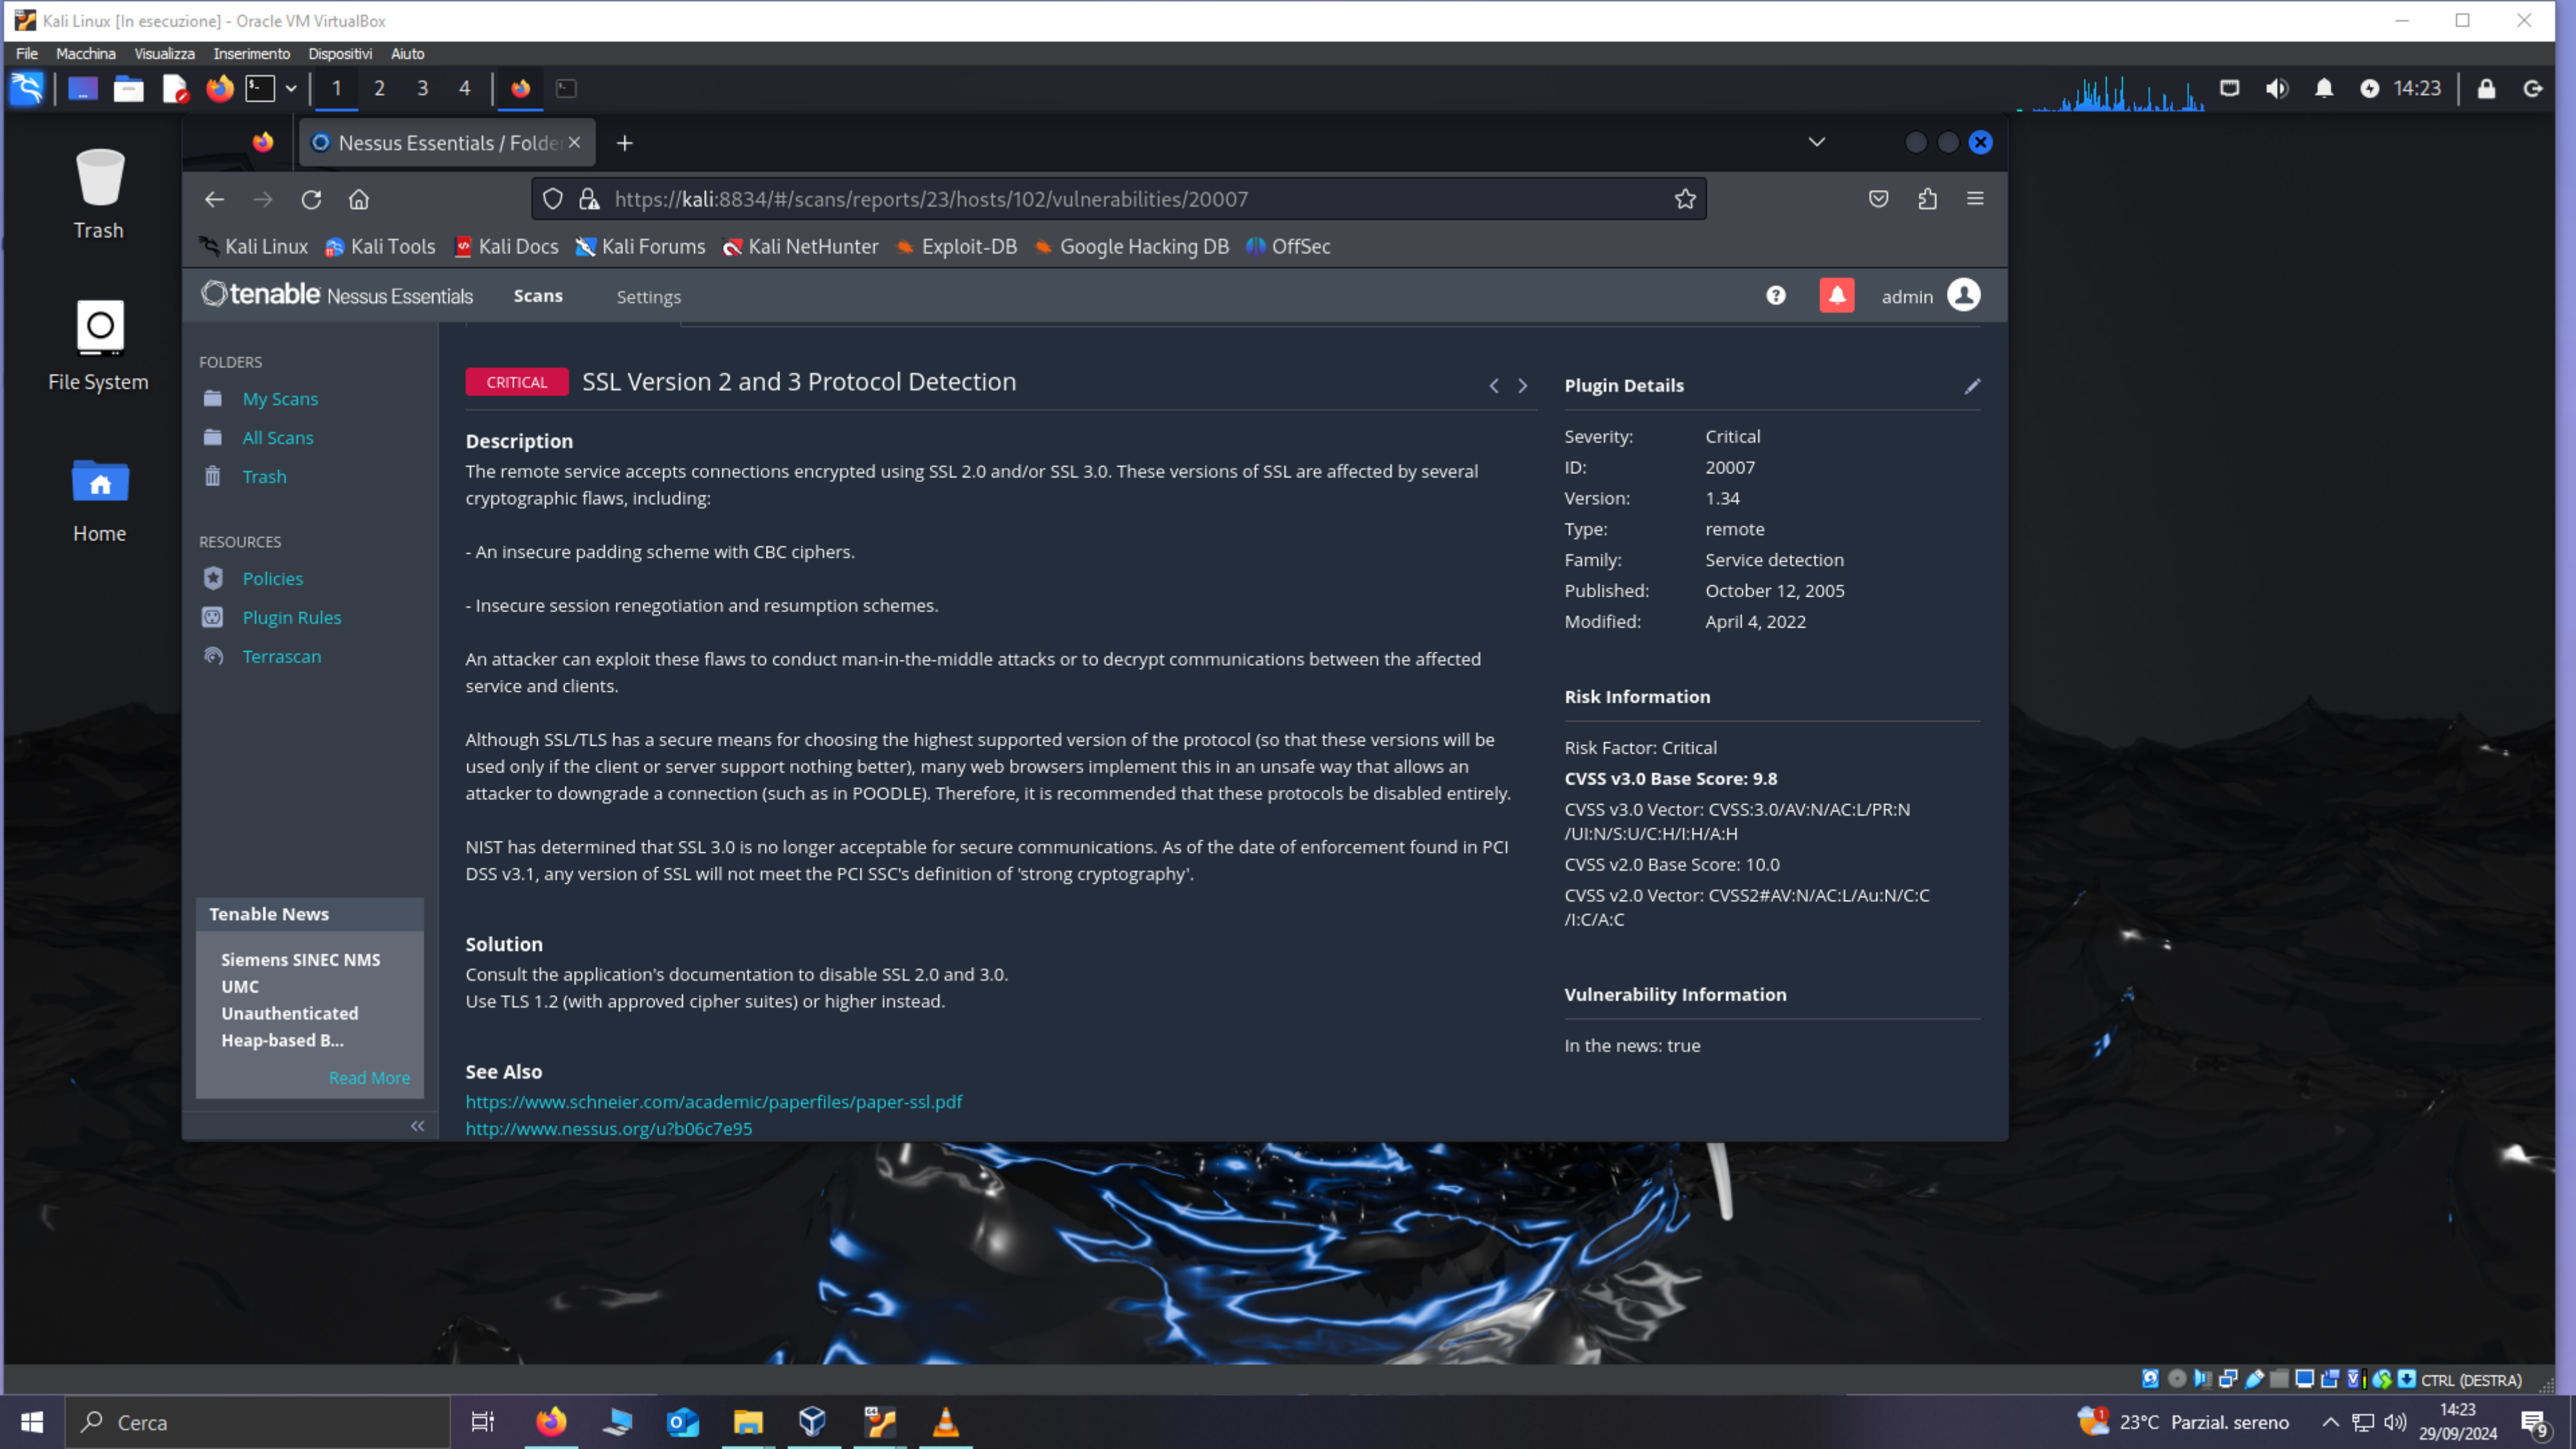 Kali Linux [In esecuzione] - Oracle VM VirtualBox
File Macchina Visualizza Inserimento Dispositivi Aiuto
1 2 3 4
14:23
Trash
File System
Home
Nessus Essentials / Folde
https://kali:8834/#/scans/reports/23/hosts/102/vulnerabilities/20007
Kali Linux Kali Tools Kali Docs Kali Forums Kali NetHunter Exploit-DB Google Hacking DB OffSec
tenable Nessus Essentials Scans Settings admin
FOLDERS
My Scans
All Scans
Trash
RESOURCES
Policies
Plugin Rules
Terrascan
Tenable News
Siemens SINEC NMS
UMC
Unauthenticated
Heap-based B...
Read More
CRITICAL SSL Version 2 and 3 Protocol Detection
Description
The remote service accepts connections encrypted using SSL 2.0 and/or SSL 3.0. These versions of SSL are affected by several
cryptographic flaws, including:
- An insecure padding scheme with CBC ciphers.
- Insecure session renegotiation and resumption schemes.
An attacker can exploit these flaws to conduct man-in-the-middle attacks or to decrypt communications between the affected
service and clients.
Although SSL/TLS has a secure means for choosing the highest supported version of the protocol (so that these versions will be
used only if the client or server support nothing better), many web browsers implement this in an unsafe way that allows an
attacker to downgrade a connection (such as in POODLE). Therefore, it is recommended that these protocols be disabled entirely.
NIST has determined that SSL 3.0 is no longer acceptable for secure communications. As of the date of enforcement found in PCI
DSS v3.1, any version of SSL will not meet the PCI SSC's definition of 'strong cryptography'.
Solution
Consult the application's documentation to disable SSL 2.0 and 3.0.
Use TLS 1.2 (with approved cipher suites) or higher instead.
See Also
https://www.schneier.com/academic/paperfiles/paper-ssl.pdf
http://www.nessus.org/u?b06c7e95
Plugin Details
Severity: Critical
ID: 20007
Version: 1.34
Type: remote
Family: Service detection
Published: October 12, 2005
Modified: April 4, 2022
Risk Information
Risk Factor: Critical
CVSS v3.0 Base Score: 9.8
CVSS v3.0 Vector: CVSS:3.0/AV:N/AC:L/PR:N
/UI:N/S:U/C:H/I:H/A:H
CVSS v2.0 Base Score: 10.0
CVSS v2.0 Vector: CVSS2#AV:N/AC:L/Au:N/C:C
/I:C/A:C
Vulnerability Information
In the news: true
CTRL (DESTRA)
Cerca
1
23°C Parzial. sereno
14:23
29/09/2024
9